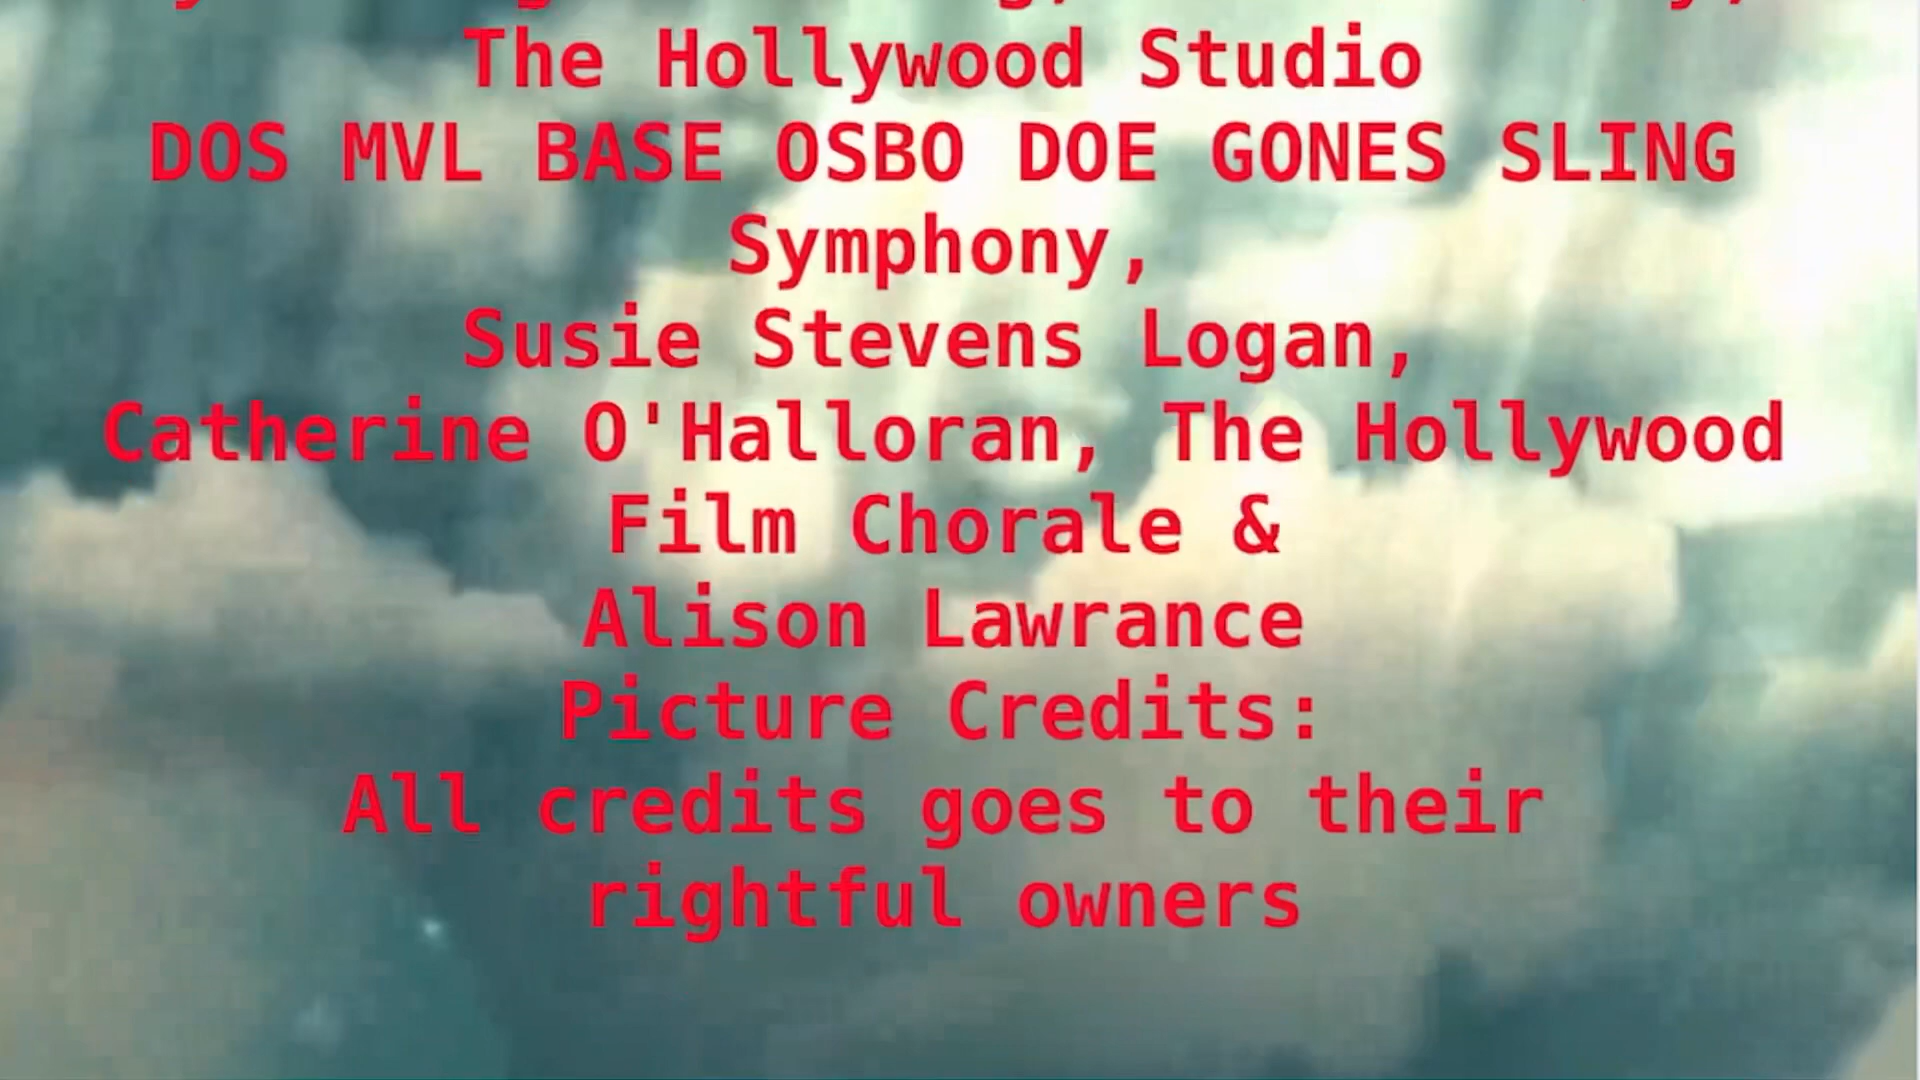 The Hollywood Studio
DOS MVL BASE OSBO DOE GONES SLING
Symphony,
Susie Stevens Logan,
Catherine O'Halloran, The Hollywood
Film Chorale &
Alison Lawrance
Picture Credits:
All credits goes to their
rightful owners